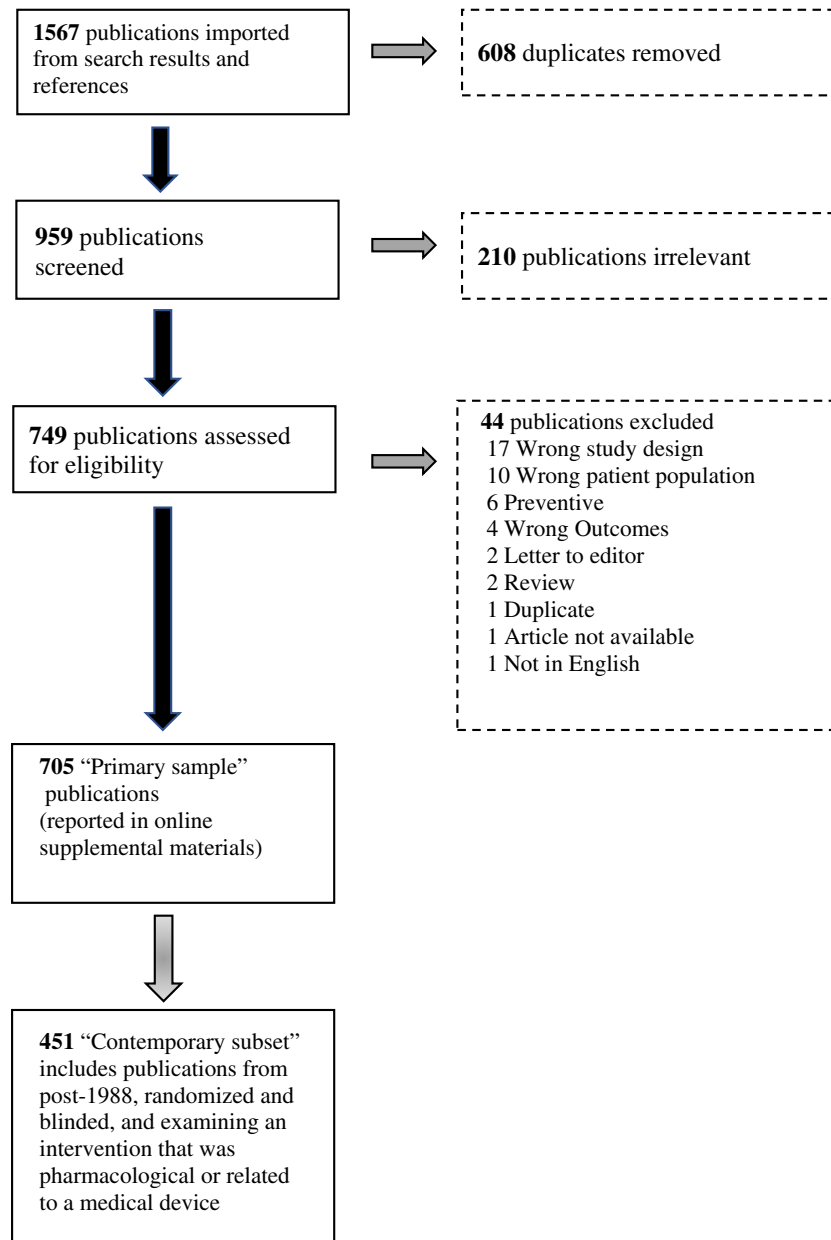 1567 publications imported
from search results and
references
608 duplicates removed
959 publications
screened
210 publications irrelevant
749 publications assessed
for eligibility
44 publications excluded
17 Wrong study design
10 Wrong patient population
6 Preventive
4 Wrong Outcomes
2 Letter to editor
2 Review
1 Duplicate
1 Article not available
1 Not in English
705 “Primary sample”
publications
(reported in online
supplemental materials)
451 “Contemporary subset”
includes publications from
post-1988, randomized and
blinded, and examining an
intervention that was
pharmacological or related
to a medical device